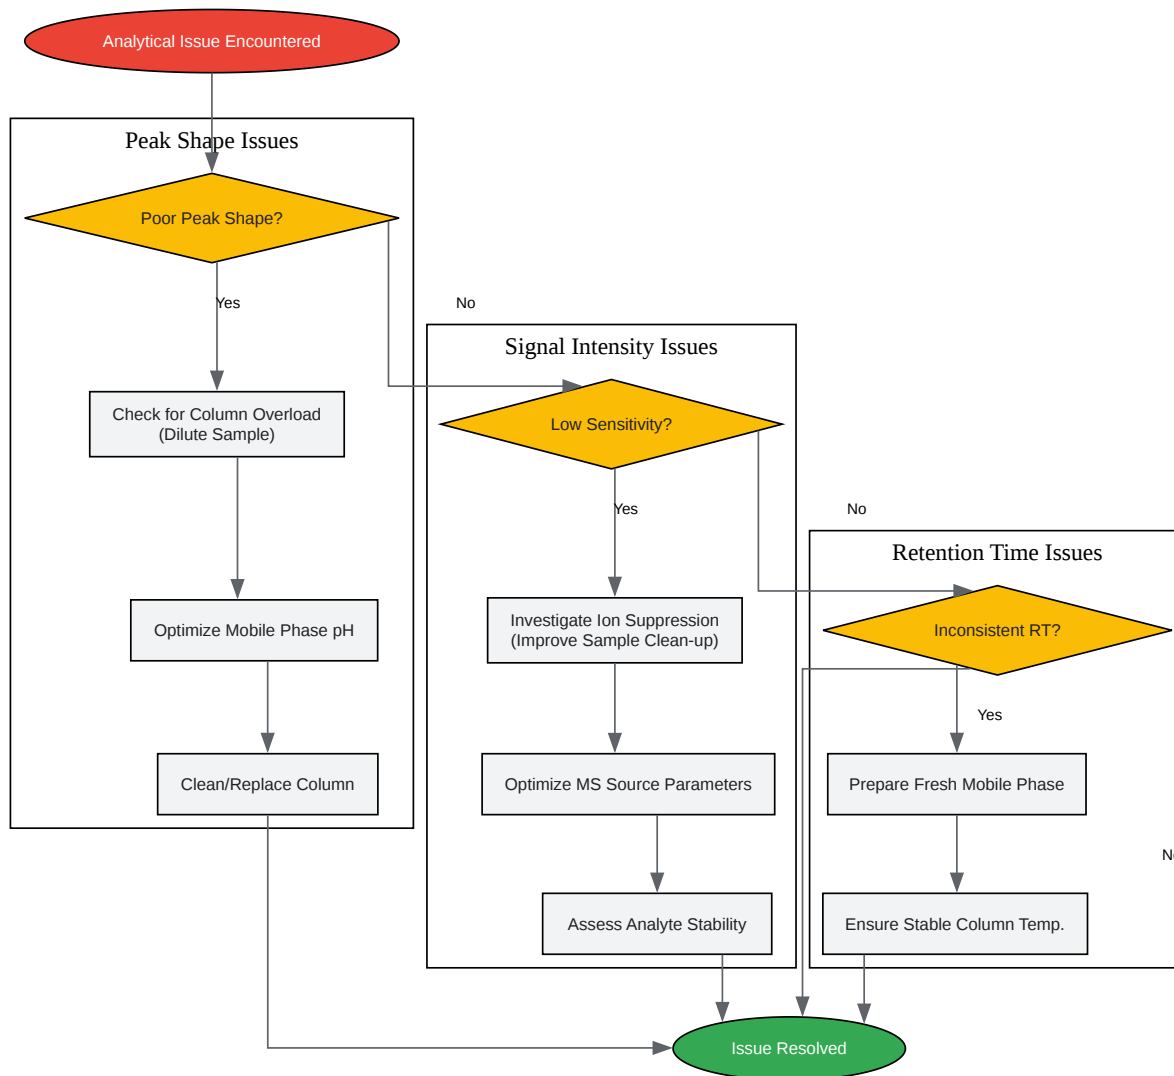 Analytical Issue Encountered
Peak Shape Issues
Poor Peak Shape?
Yes
No
Check for Column Overload
(Dilute Sample)
Optimize Mobile Phase pH
Clean/Replace Column
Signal Intensity Issues
Low Sensitivity?
Yes
No
Investigate Ion Suppression
(Improve Sample Clean-up)
Optimize MS Source Parameters
Assess Analyte Stability
Retention Time Issues
Inconsistent RT?
Yes
Prepare Fresh Mobile Phase
Ensure Stable Column Temp.
Issue Resolved